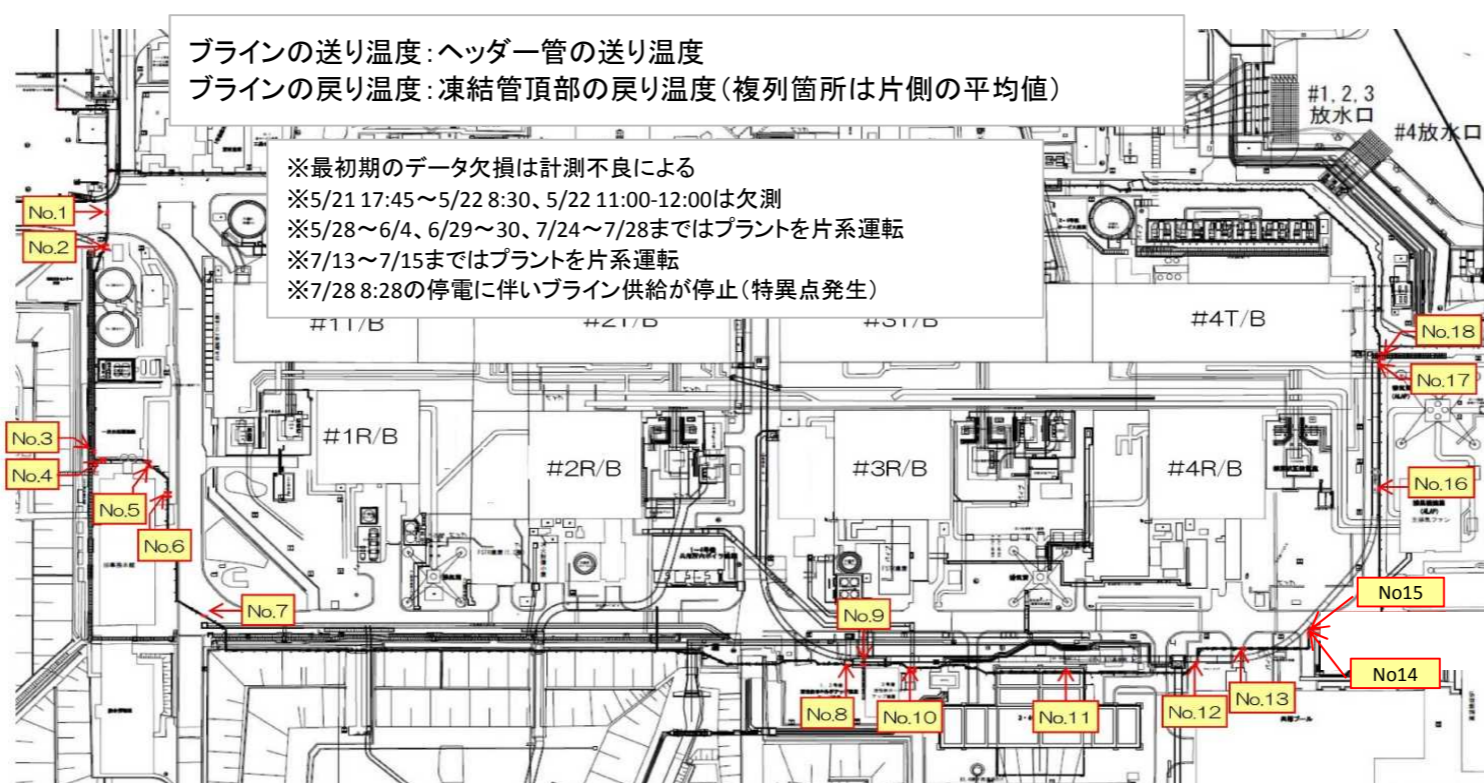 ブラインの送り温度：ヘッダー管の送り温度
ブラインの戻り温度：凍結管頂部の戻り温度（複列箇所は片側の平均値）
#1, 2, 3
放水口
#4放水口
※最初期のデータ欠損は計測不良による
※5/21 17:45～5/22 8:30、5/22 11:00-12:00は欠測
※5/28～6/4、6/29～30、7/24～7/28まではプラントを片系運転
※7/13～7/15まではプラントを片系運転
※7/28 8:28の停電に伴いブライン供給が停止（特異点発生）
No.1
No.2
#1T/B
#2T/B
#3T/B
#4T/B
No.18
No.17
No.3
No.4
#1R/B
#2R/B
#3R/B
#4R/B
No.16
No.5
No.6
No.7
No.9
No15
No14
No.8
No.10
No.11
No.12
No.13
共用プール